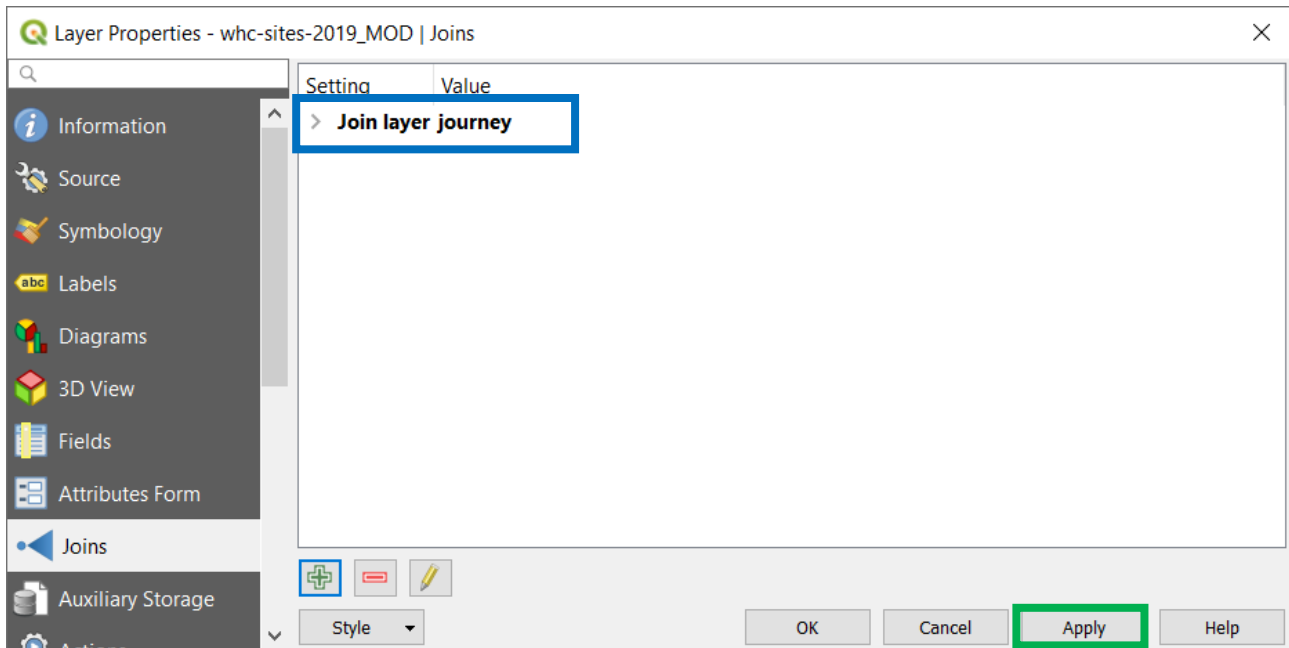 Layer Properties - whc-sites-2019_MOD | Joins
Setting Value
Join layer journey
Information
Source
Symbology
abc Labels
Diagrams
3D View
Fields
Attributes Form
Joins
Auxiliary Storage
Actions
Style OK Cancel Apply Help